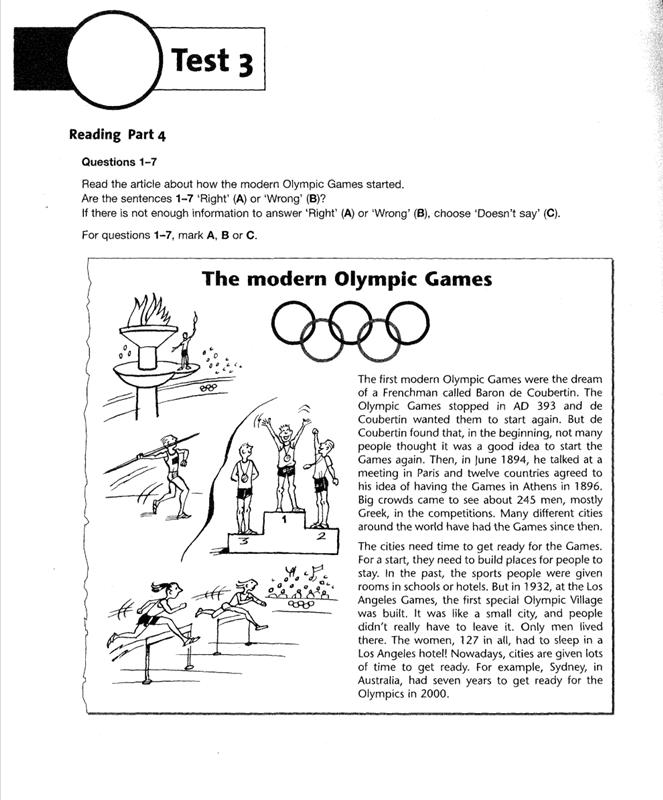 Test 3
Reading Part 4
Questions 1–7
Read the article about how the modern Olympic Games started.
Are the sentences 1–7 'Right' (A) or 'Wrong' (B)?
If there is not enough information to answer 'Right' (A) or 'Wrong' (B), choose 'Doesn't say' (C).
For questions 1–7, mark A, B or C.
The modern Olympic Games
The first modern Olympic Games were the dream
of a Frenchman called Baron de Coubertin. The
Olympic Games stopped in AD 393 and de
Coubertin wanted them to start again. But de
Coubertin found that, in the beginning, not many
people thought it was a good idea to start the
Games again. Then, in June 1894, he talked at a
meeting in Paris and twelve countries agreed to
his idea of having the Games in Athens in 1896.
Big crowds came to see about 245 men, mostly
Greek, in the competitions. Many different cities
around the world have had the Games since then.
The cities need time to get ready for the Games.
For a start, they need to build places for people to
stay. In the past, the sports people were given
rooms in schools or hotels. But in 1932, at the Los
Angeles Games, the first special Olympic Village
was built. It was like a small city, and people
didn't really have to leave it. Only men lived
there. The women, 127 in all, had to sleep in a
Los Angeles hotel! Nowadays, cities are given lots
of time to get ready. For example, Sydney, in
Australia, had seven years to get ready for the
Olympics in 2000.
3
1
2